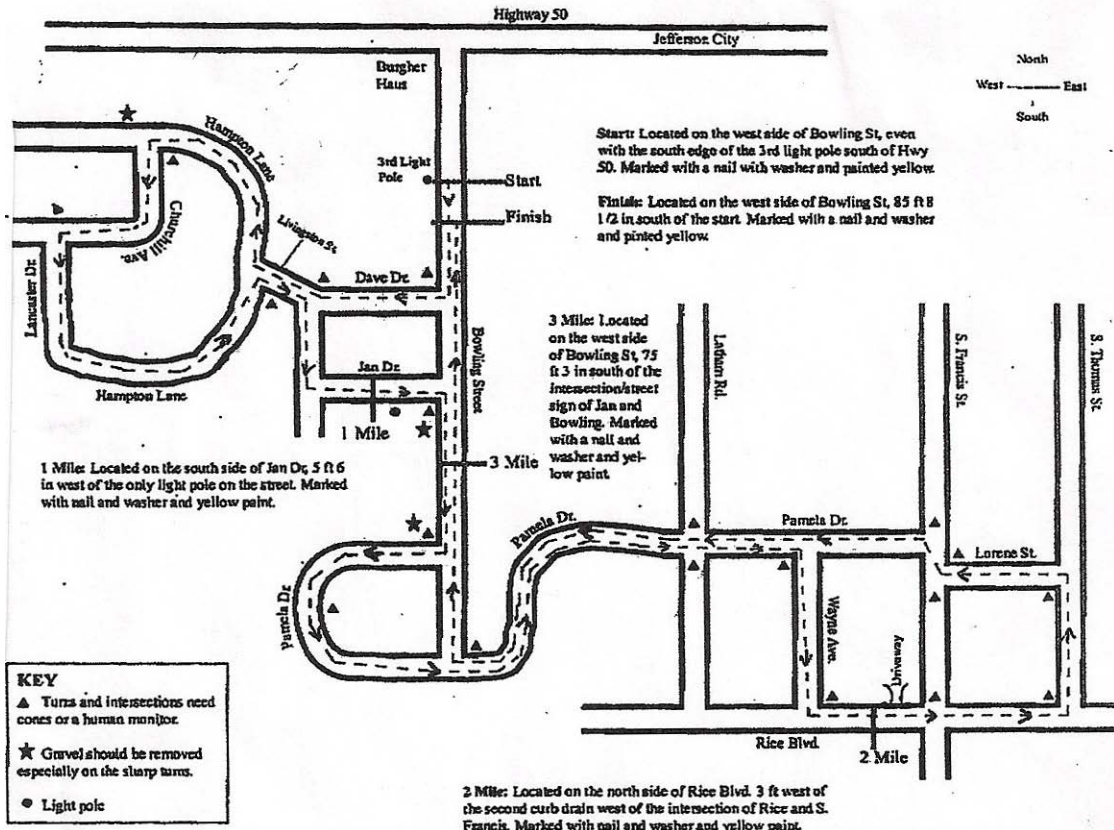 Highway 50
Jefferson City
Burgher
Haus
North
West
East
South
Hampton Lane
3rd Light
Pole
Start
Finish
Start: Located on the west side of Bowling St, even
with the south edge of the 3rd light pole south of Hwy
50. Marked with a nail with washer and painted yellow.
Finish: Located on the west side of Bowling St, 85 ft 8
1/2 in south of the start. Marked with a nail and washer
and pinted yellow.
Churchill Ave.
Livingston St.
Lancaster Dr.
Dave Dr.
Hampton Lane
Bowling Street
Jan Dr.
1 Mile
3 Mile: Located
on the west side
of Bowling St, 75
ft 3 in south of the
intersection/street
sign of Jan and
Bowling. Marked
with a nail and
washer and yel-
low paint.
Latham Rd.
S. Francis St.
S. Thomas St.
3 Mile
1 Mile: Located on the south side of Jan Dr, 5 ft 6
in west of the only light pole on the street. Marked
with nail and washer and yellow paint.
Pamela Dr.
Pamela Dr.
Pamela Dr.
Lorene St.
Wayne Ave.
Driveway
Rice Blvd.
2 Mile
KEY
Turns and intersections need
cones or a human monitor.
Gravel should be removed
especially on the sharp turns.
Light pole
2 Mile: Located on the north side of Rice Blvd. 3 ft west of
the second curb drain west of the intersection of Rice and S.
Francis. Marked with nail and washer and yellow paint.